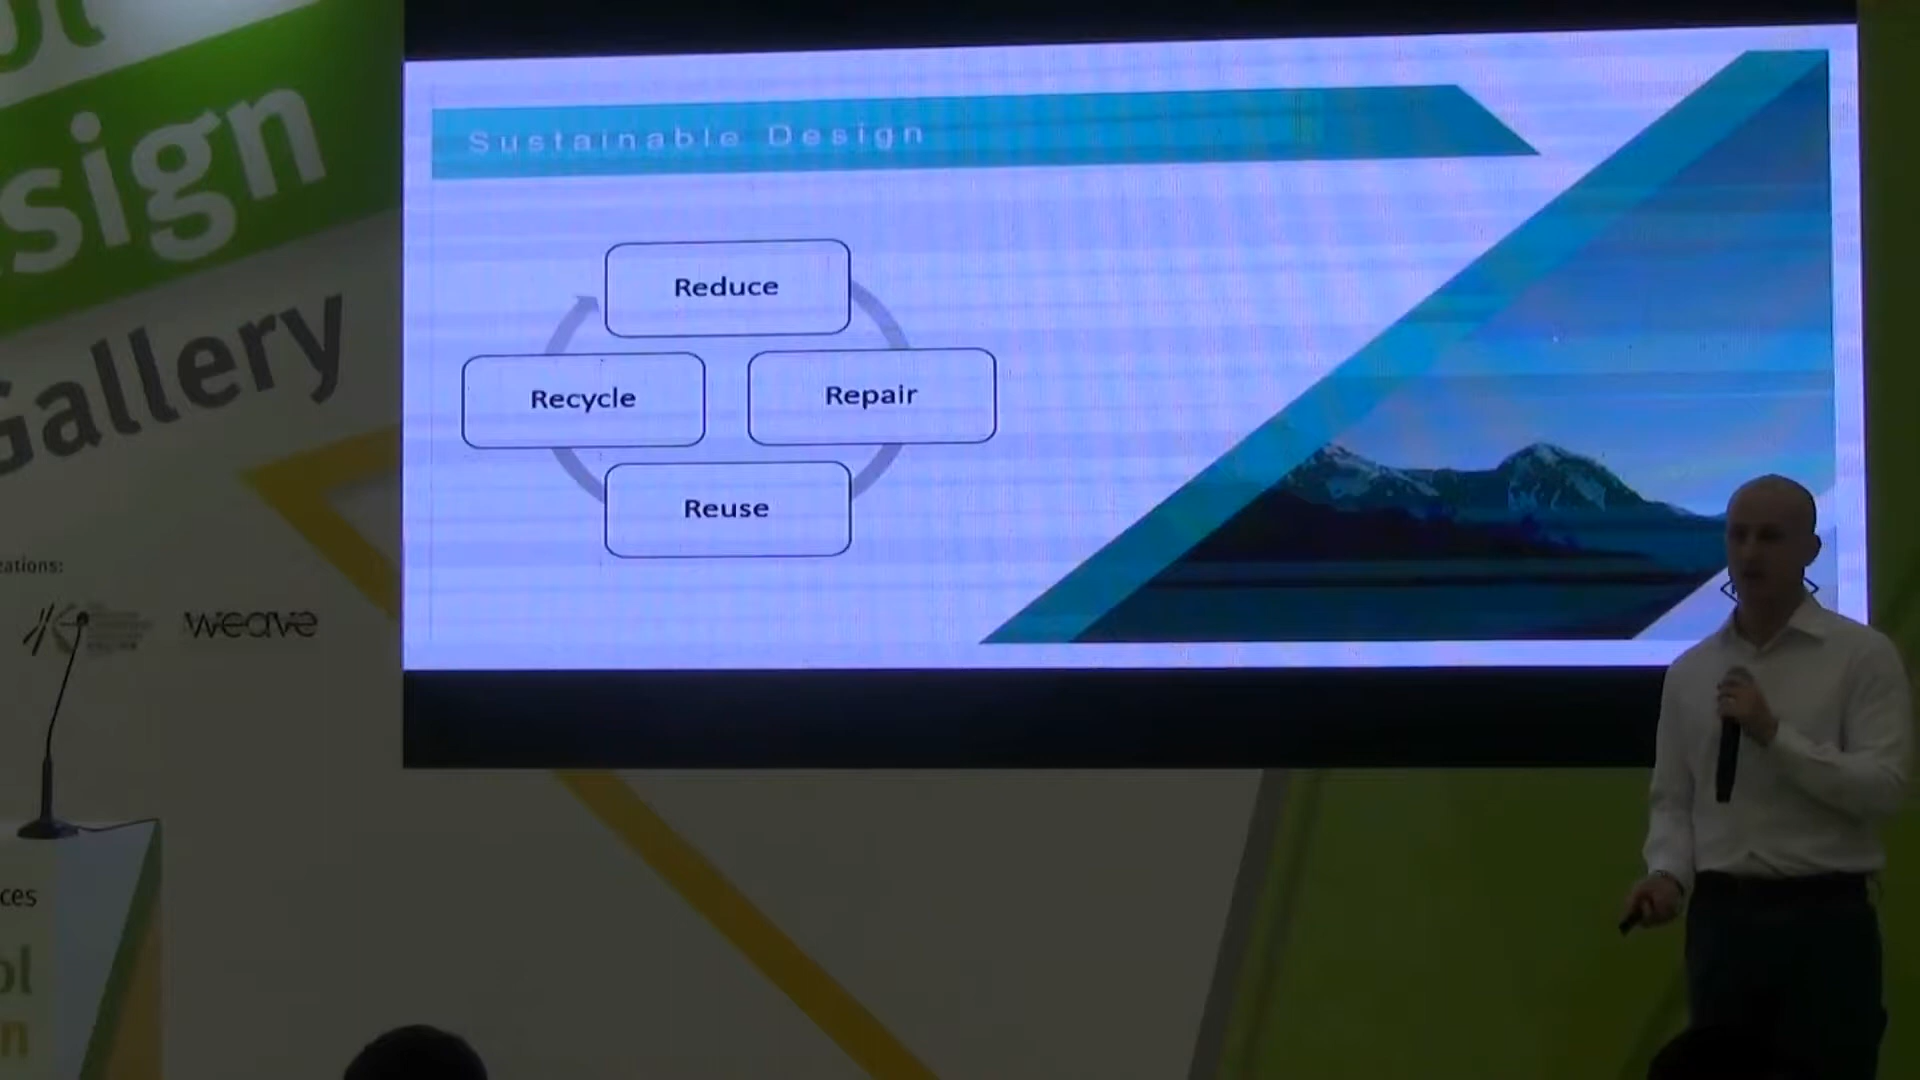 sign
Gallery
ations:
weave
ces
ol
n
Sustainable Design
Reduce
Recycle
Repair
Reuse